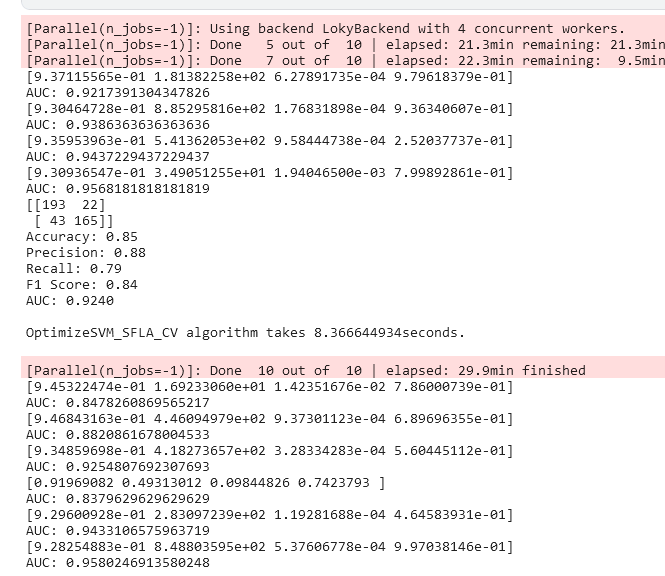 [Parallel(n_jobs=-1)]: Using backend LokyBackend with 4 concurrent workers.
[Parallel(n_jobs=-1)]: Done   5 out of  10 | elapsed: 21.3min remaining: 21.3min
[Parallel(n_jobs=-1)]: Done   7 out of  10 | elapsed: 22.3min remaining:  9.5min
[9.37115565e-01 1.81382258e+02 6.27891735e-04 9.79618379e-01]
AUC: 0.9217391304347826
[9.30464728e-01 8.85295816e+02 1.76831898e-04 9.36340607e-01]
AUC: 0.9386363636363636
[9.35953963e-01 5.41362053e+02 9.58444738e-04 2.52037737e-01]
AUC: 0.9437229437229437
[9.30936547e-01 3.49051255e+01 1.94046500e-03 7.99892861e-01]
AUC: 0.9568181818181819
[[193  22]
 [ 43 165]]
Accuracy: 0.85
Precision: 0.88
Recall: 0.79
F1 Score: 0.84
AUC: 0.9240
OptimizeSVM_SFLA_CV algorithm takes 8.366644934seconds.
[Parallel(n_jobs=-1)]: Done  10 out of  10 | elapsed: 29.9min finished
[9.45322474e-01 1.69233060e+01 1.42351676e-02 7.86000739e-01]
AUC: 0.8478260869565217
[9.46843163e-01 4.46094979e+02 9.37301123e-04 6.89696355e-01]
AUC: 0.8820861678004533
[9.34859698e-01 4.18273657e+02 3.28334283e-04 5.60445112e-01]
AUC: 0.9254807692307693
[0.91969082 0.49313012 0.09844826 0.7423793 ]
AUC: 0.8379629629629629
[9.29600928e-01 2.83097239e+02 1.19281688e-04 4.64583931e-01]
AUC: 0.9433106575963719
[9.28254883e-01 8.48803595e+02 5.37606778e-04 9.97038146e-01]
AUC: 0.9580246913580248